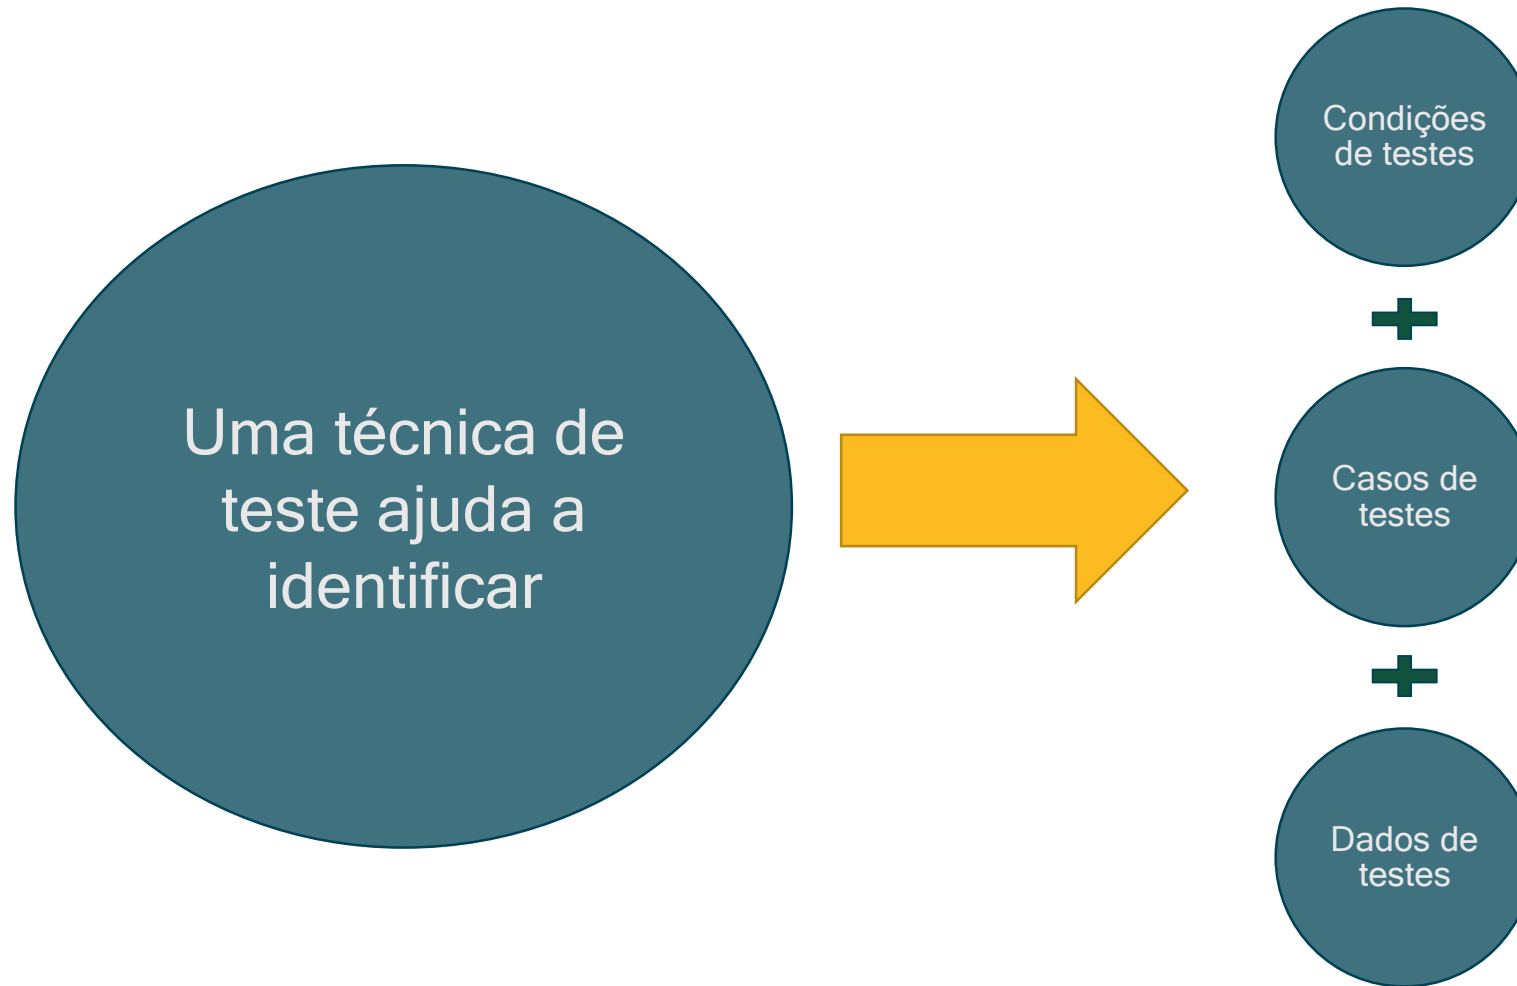 Uma técnica de
teste ajuda a
identificar
Condições
de testes
Casos de
testes
Dados de
testes